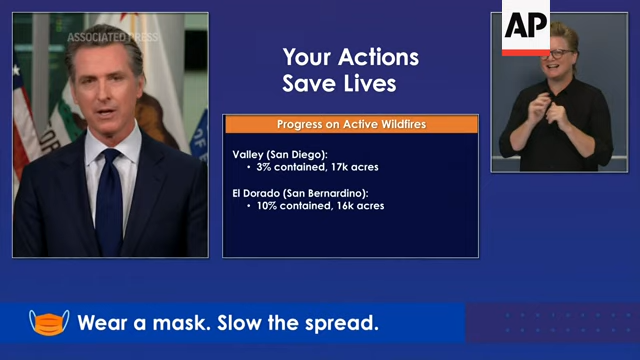 ASSOCIATED PRESS
AP
Your Actions
Save Lives
Progress on Active Wildfires
Valley (San Diego):
• 3% contained, 17k acres
El Dorado (San Bernardino):
• 10% contained, 16k acres
Wear a mask. Slow the spread.